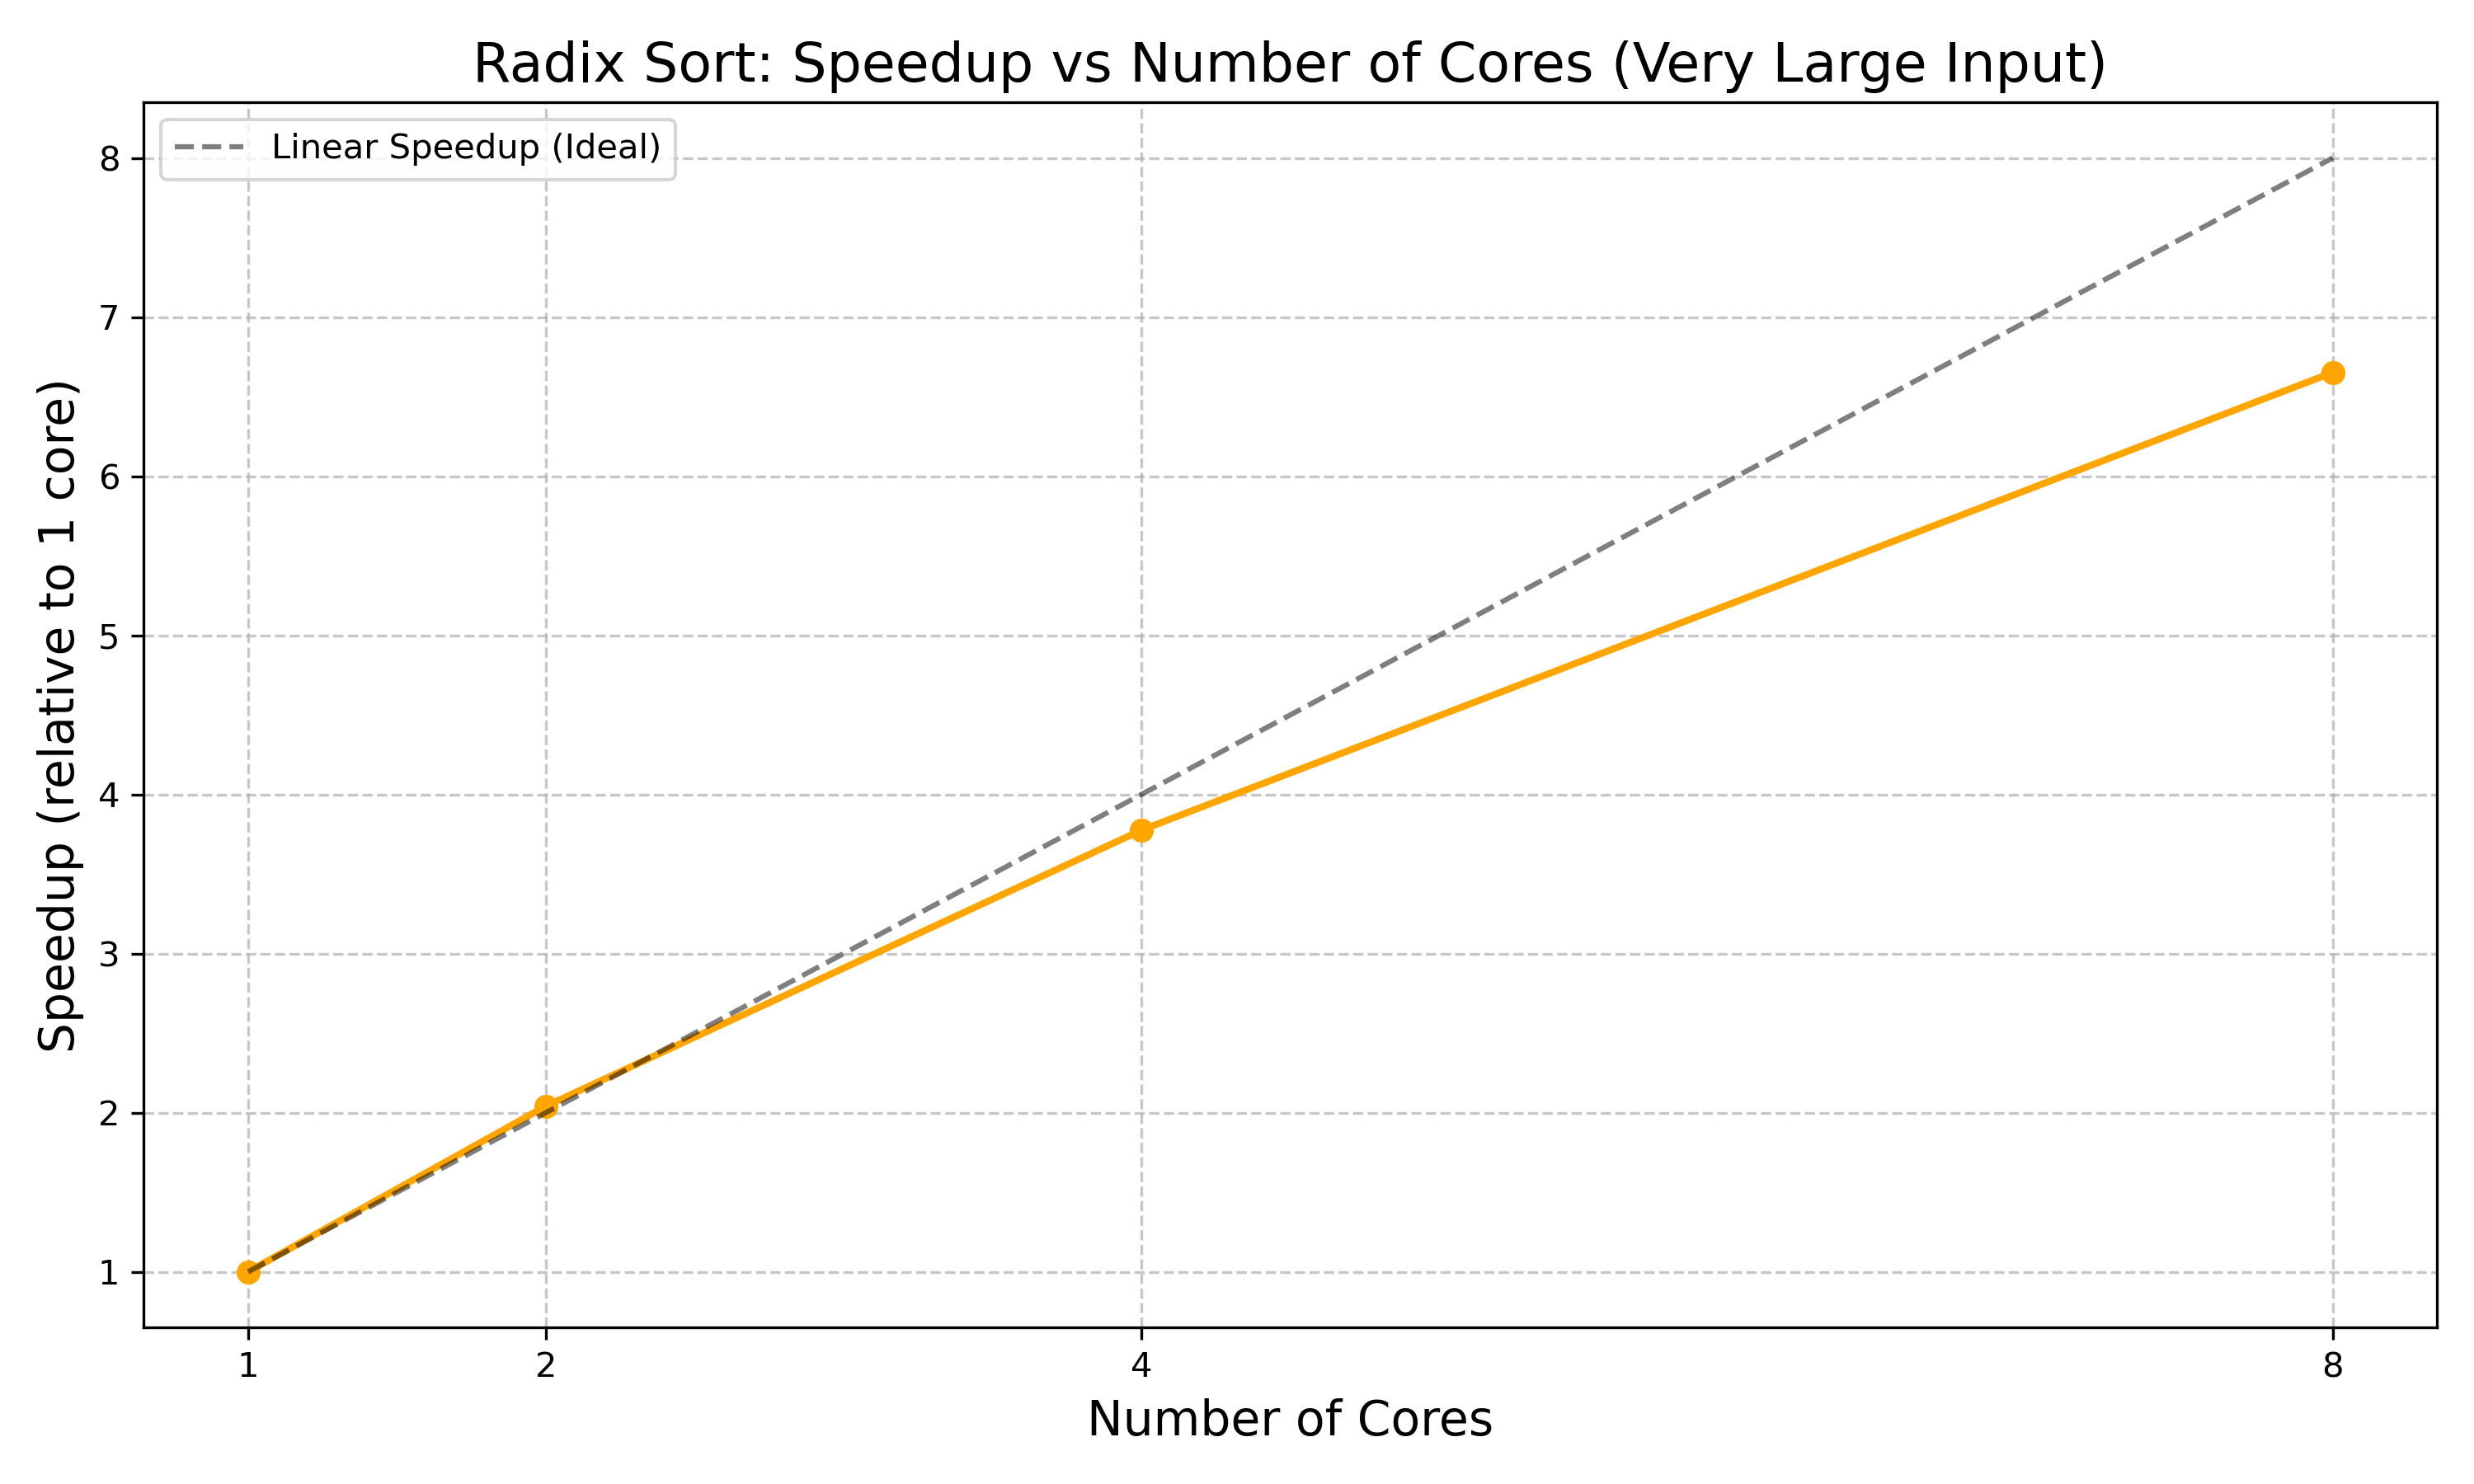 Radix Sort: Speedup vs Number of Cores (Very Large Input)
Linear Speedup (Ideal)
Speedup (relative to 1 core)
8
7
6
5
4
3
2
1
1 2 4 8
Number of Cores